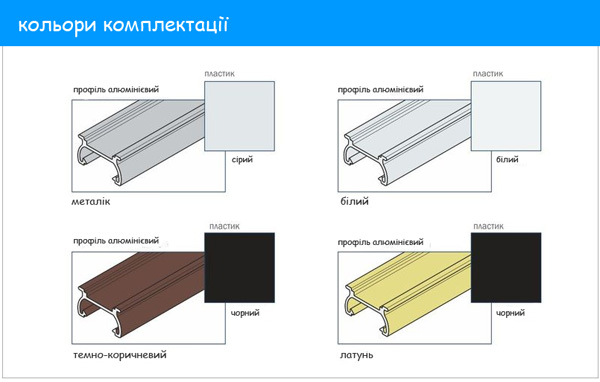 кольори комплектації
пластик
профіль алюмінієвий
сірий
металік
пластик
профіль алюмінієвий
білий
білий
пластик
профіль алюмінієвий
чорний
темно-коричневий
пластик
профіль алюмінієвий
чорний
латунь